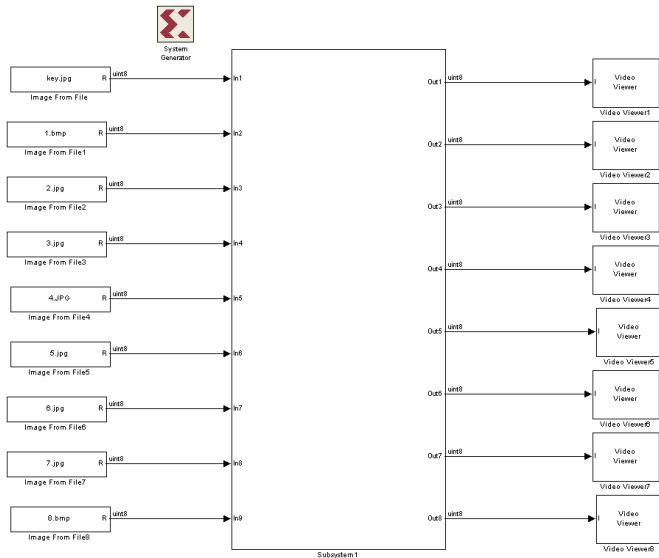 System
Generator
key.jpg R uint8 In1 Out1 uint8 I Video Viewer
Image From File
Video Viewer1
1.bmp R uint8 In2 Out2 uint8 I Video Viewer
Image From File1
Video Viewer2
2.jpg R uint8 In3 Out3 uint8 I Video Viewer
Image From File2
Video Viewer3
3.jpg R uint8 In4 Out4 uint8 I Video Viewer
Image From File3
Video Viewer4
4.JPG R uint8 In5 Out5 uint8 I Video Viewer
Image From File4
Video Viewer5
5.jpg R uint8 In6 Out6 uint8 I Video Viewer
Image From File5
Video Viewer6
6.jpg R uint8 In7 Out7 uint8 I Video Viewer
Image From File6
Video Viewer7
7.jpg R uint8 In8 Out8 uint8 I Video Viewer
Image From File7
Video Viewer8
8.bmp R uint8 In9
Image From File8
Subsystem1